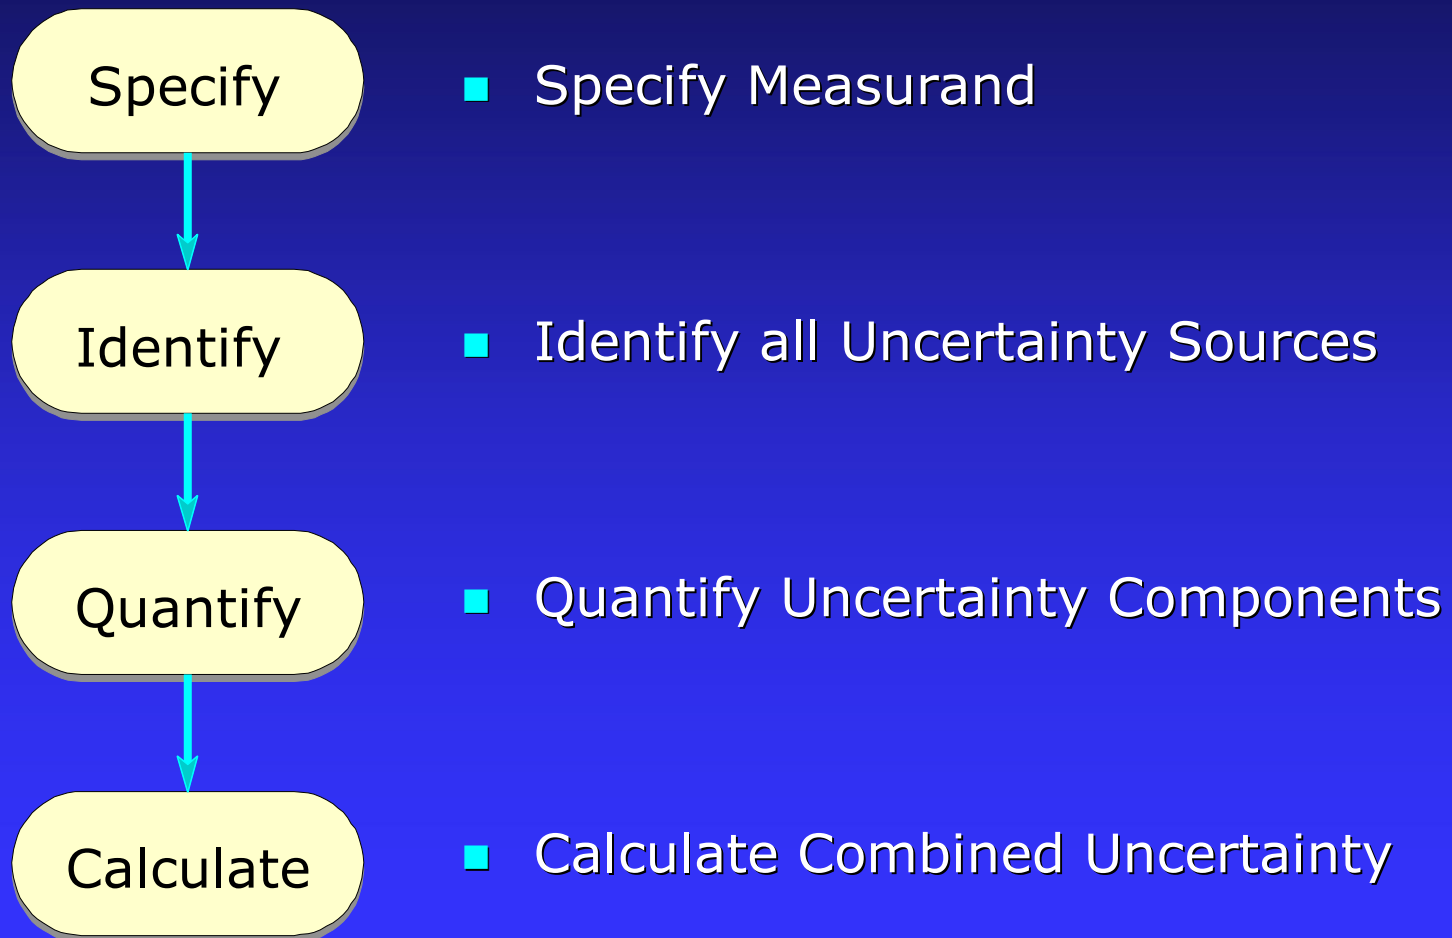 Specify
Specify Measurand
Identify
Identify all Uncertainty Sources
Quantify
Quantify Uncertainty Components
Calculate
Calculate Combined Uncertainty